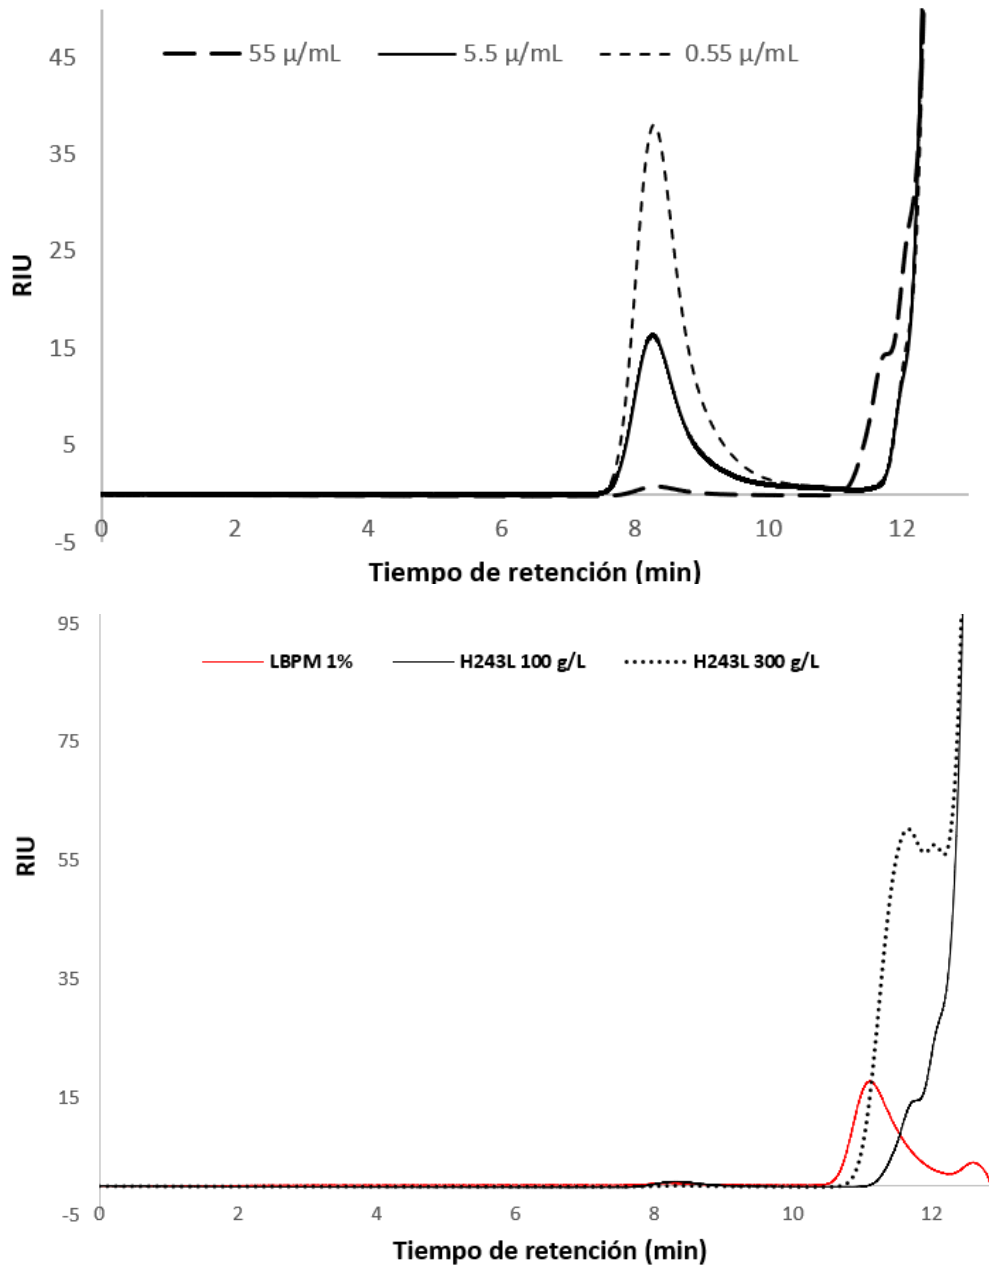 55 µ/mL 5.5 µ/mL 0.55 µ/mL
45
35
25
15
5
-5
RIU
0 2 4 6 8 10 12
Tiempo de retención (min)
LBPM 1% H243L 100 g/L H243L 300 g/L
95
75
55
35
15
-5
RIU
0 2 4 6 8 10 12
Tiempo de retención (min)